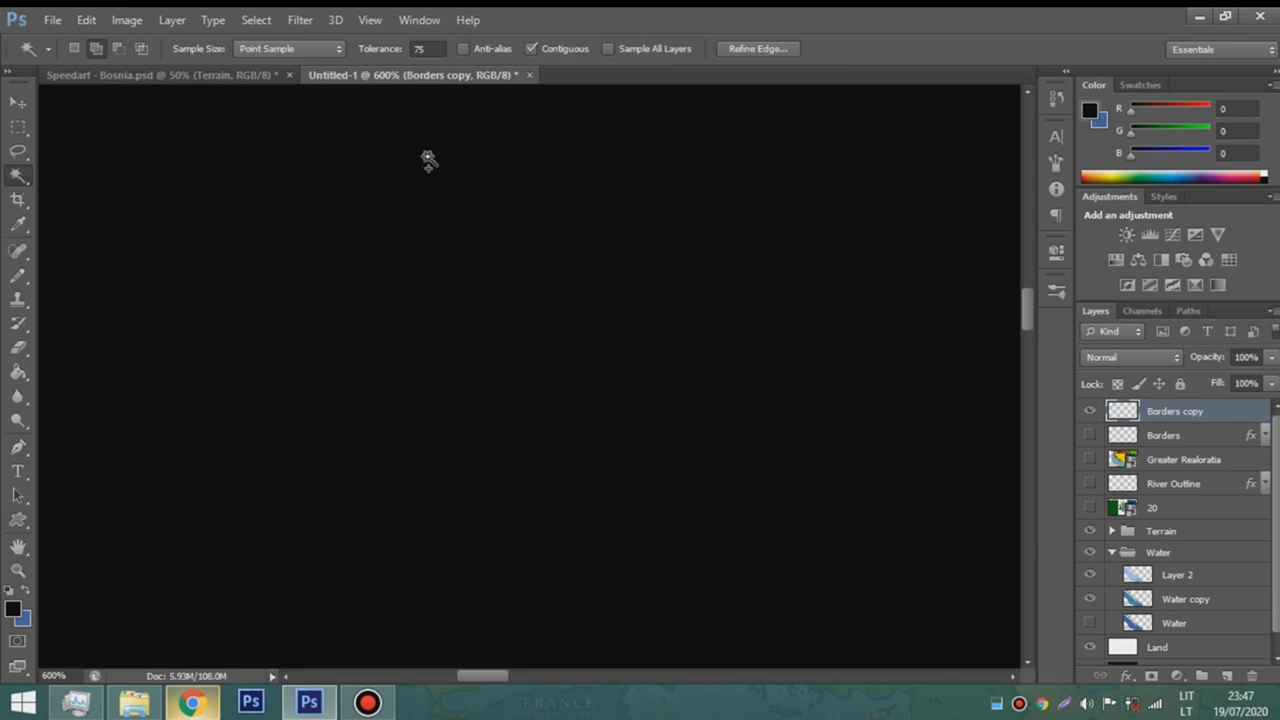 Ps File Edit Image Layer Type Select Filter 3D View Window Help
Sample Size: Point Sample Tolerance: 75 Anti-alias Contiguous Sample All Layers Refine Edge... Essentials
Speedart - Bosnia.psd @ 50% (Terrain, RGB/8) * × Untitled-1 @ 600% (Borders copy, RGB/8) * ×
Color Swatches
R 0
G 0
B 0
Adjustments Styles
Add an adjustment
Layers Channels Paths
Kind
Normal Opacity: 100%
Lock: Fill: 100%
Borders copy
Borders fx
Greater Realoratia
River Outline fx
20
Terrain
Water
Layer 2
Water copy
Water
Land
600% Doc: 5.93M/108.0M
FRANCE
Ps Ps
LIT 23:47
LT 19/07/2020